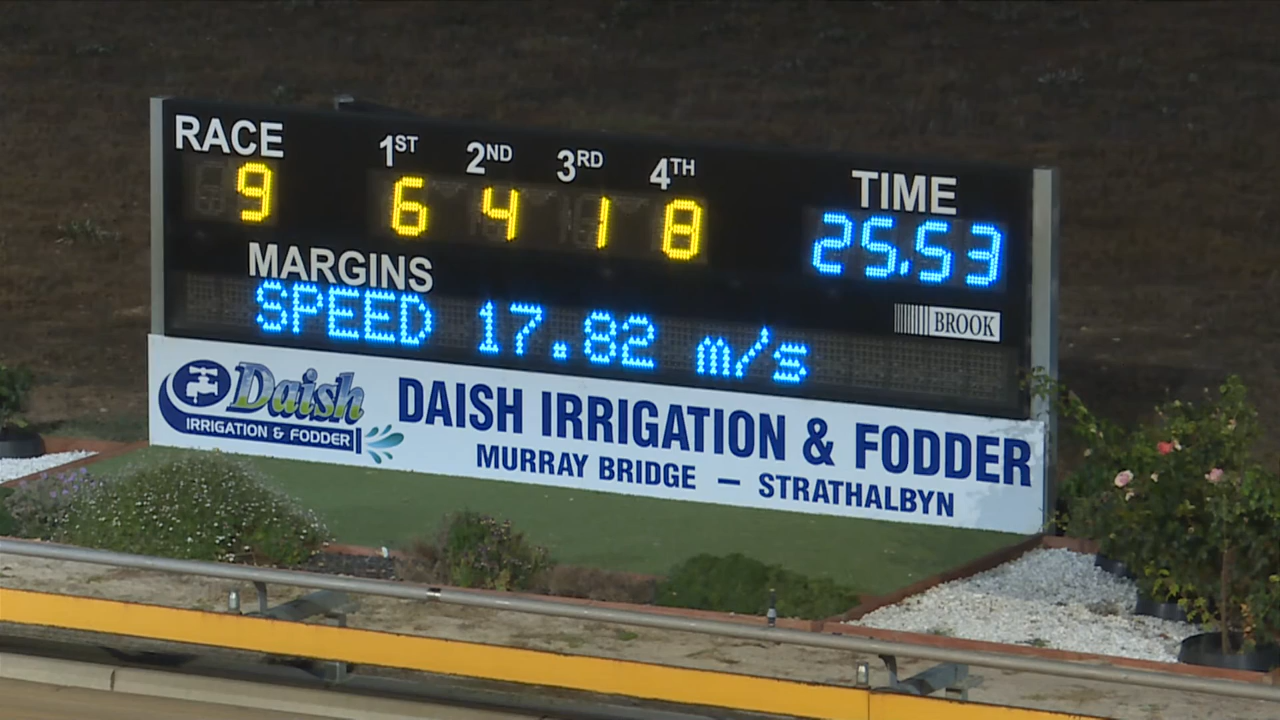 RACE 1ST 2ND 3RD 4TH TIME
9 6 4 1 8 25.53
MARGINS
SPEED 17.82 m/s
BROOK
Daish
IRRIGATION & FODDER
DAISH IRRIGATION & FODDER
MURRAY BRIDGE – STRATHALBYN